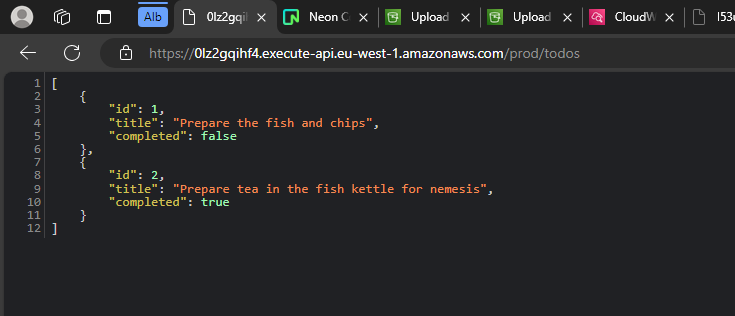 Alb
0lz2gqil
Neon C
Upload
Upload
CloudW
l53u
https://0lz2gqihf4.execute-api.eu-west-1.amazonaws.com/prod/todos
1 [
2 {
3 "id": 1,
4 "title": "Prepare the fish and chips",
5 "completed": false
6 },
7 {
8 "id": 2,
9 "title": "Prepare tea in the fish kettle for nemesis",
10 "completed": true
11 }
12 ]